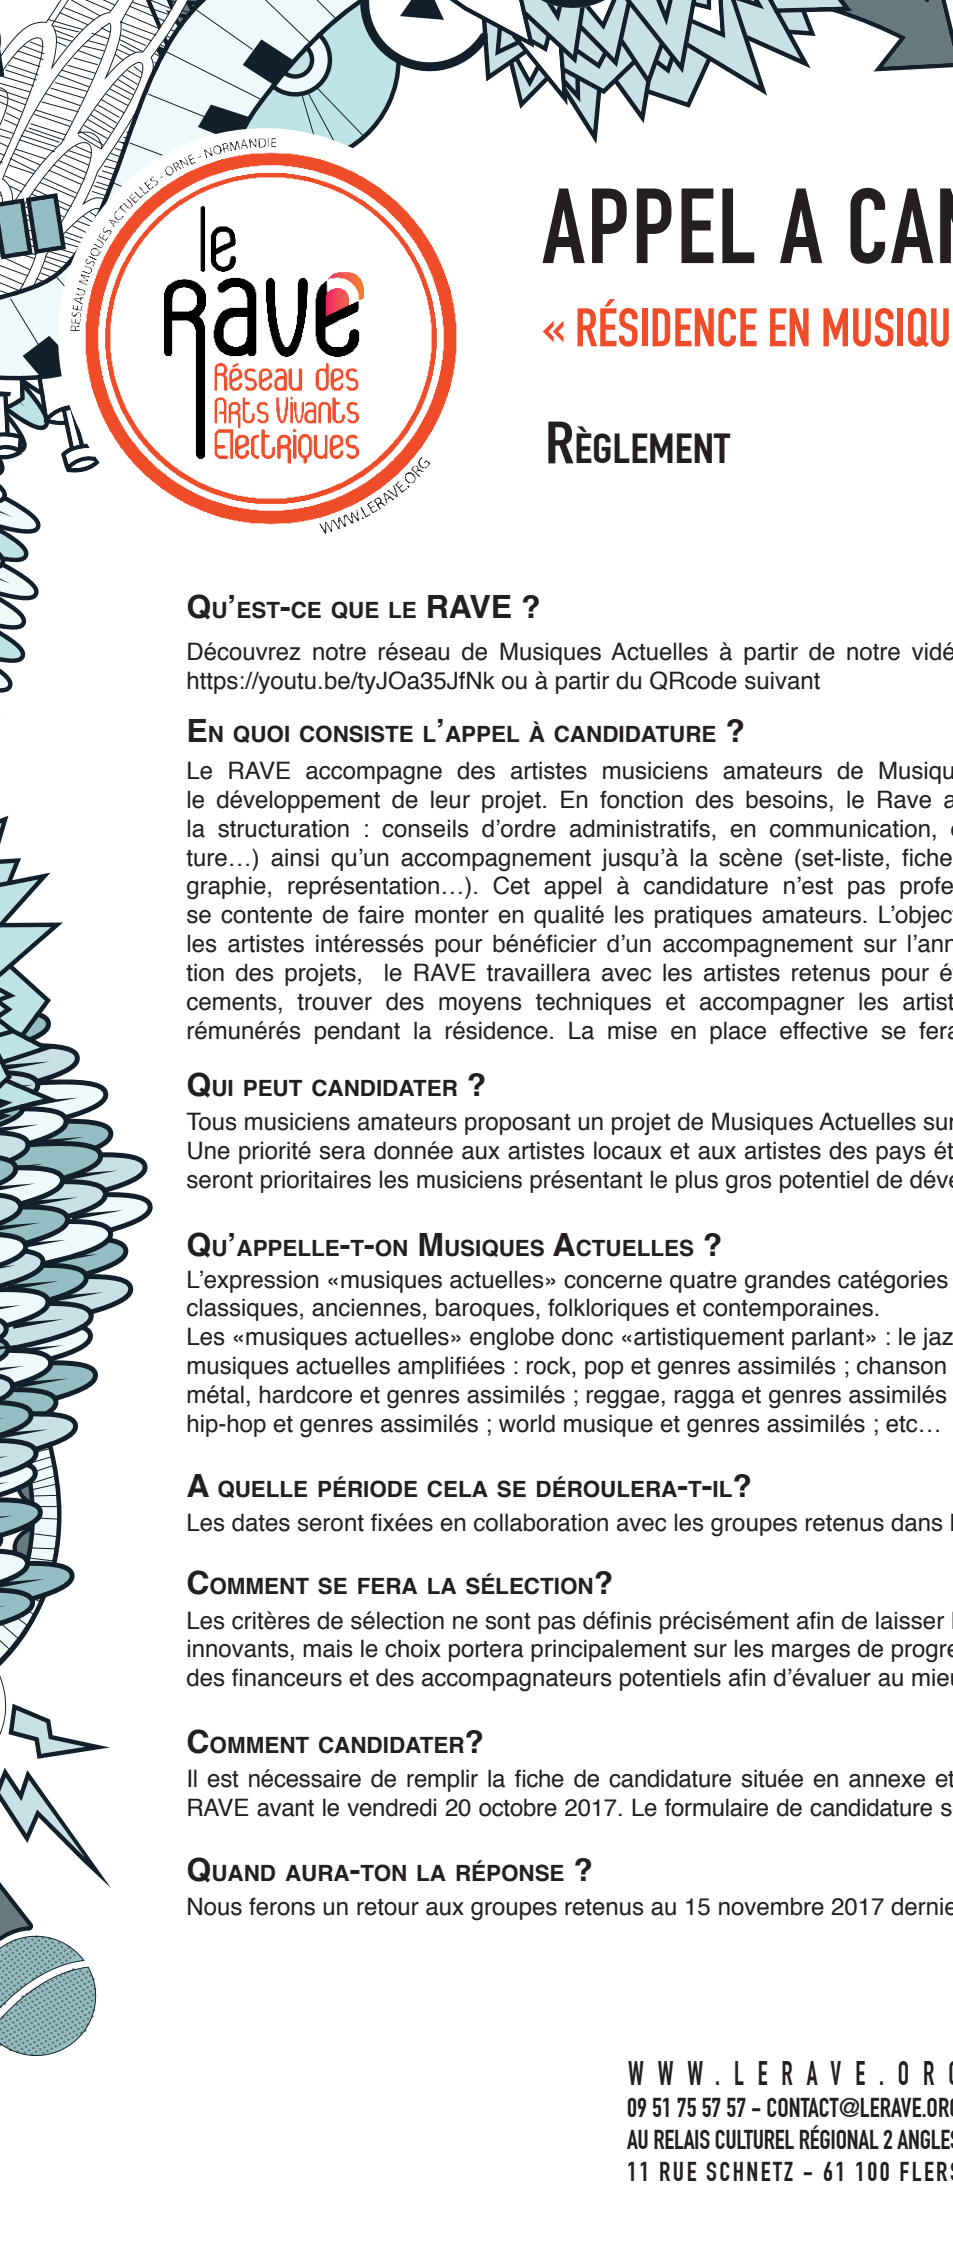 RESEAU MUSIQUES ACTUELLES - ORNE - NORMANDIE
le
Rave
Réseau des
Arts Vivants
Electriques
WWW.LERAVE.ORG
APPEL A CAN
« RÉSIDENCE EN MUSIQU
RÈGLEMENT
QU’EST-CE QUE LE RAVE ?
Découvrez notre réseau de Musiques Actuelles à partir de notre vidé
https://youtu.be/tyJOa35JfNk ou à partir du QRcode suivant
EN QUOI CONSISTE L’APPEL À CANDIDATURE ?
Le RAVE accompagne des artistes musiciens amateurs de Musiqu
le développement de leur projet. En fonction des besoins, le Rave a
la structuration : conseils d’ordre administratifs, en communication,
ture…) ainsi qu’un accompagnement jusqu’à la scène (set-liste, fiche
graphie, représentation…). Cet appel à candidature n’est pas profe
se contente de faire monter en qualité les pratiques amateurs. L’objec
les artistes intéressés pour bénéficier d’un accompagnement sur l’ann
tion des projets, le RAVE travaillera avec les artistes retenus pour é
cements, trouver des moyens techniques et accompagner les artist
rémunérés pendant la résidence. La mise en place effective se fera
QUI PEUT CANDIDATER ?
Tous musiciens amateurs proposant un projet de Musiques Actuelles sur
Une priorité sera donnée aux artistes locaux et aux artistes des pays ét
seront prioritaires les musiciens présentant le plus gros potentiel de déve
QU’APPELLE-T-ON MUSIQUES ACTUELLES ?
L’expression «musiques actuelles» concerne quatre grandes catégories
classiques, anciennes, baroques, folkloriques et contemporaines.
Les «musiques actuelles» englobe donc «artistiquement parlant» : le jaz
musiques actuelles amplifiées : rock, pop et genres assimilés ; chanson
métal, hardcore et genres assimilés ; reggae, ragga et genres assimilés
hip-hop et genres assimilés ; world musique et genres assimilés ; etc…
A QUELLE PÉRIODE CELA SE DÉROULERA-T-IL?
Les dates seront fixées en collaboration avec les groupes retenus dans l
COMMENT SE FERA LA SÉLECTION?
Les critères de sélection ne sont pas définis précisément afin de laisser l
innovants, mais le choix portera principalement sur les marges de progre
des financeurs et des accompagnateurs potentiels afin d’évaluer au mieu
COMMENT CANDIDATER?
Il est nécessaire de remplir la fiche de candidature située en annexe et
RAVE avant le vendredi 20 octobre 2017. Le formulaire de candidature s
QUAND AURA-TON LA RÉPONSE ?
Nous ferons un retour aux groupes retenus au 15 novembre 2017 dernie
WWW.LERAVE.ORG
09 51 75 57 57 - CONTACT@LERAVE.ORG
AU RELAIS CULTUREL RÉGIONAL 2 ANGLES
11 RUE SCHNETZ - 61 100 FLERS